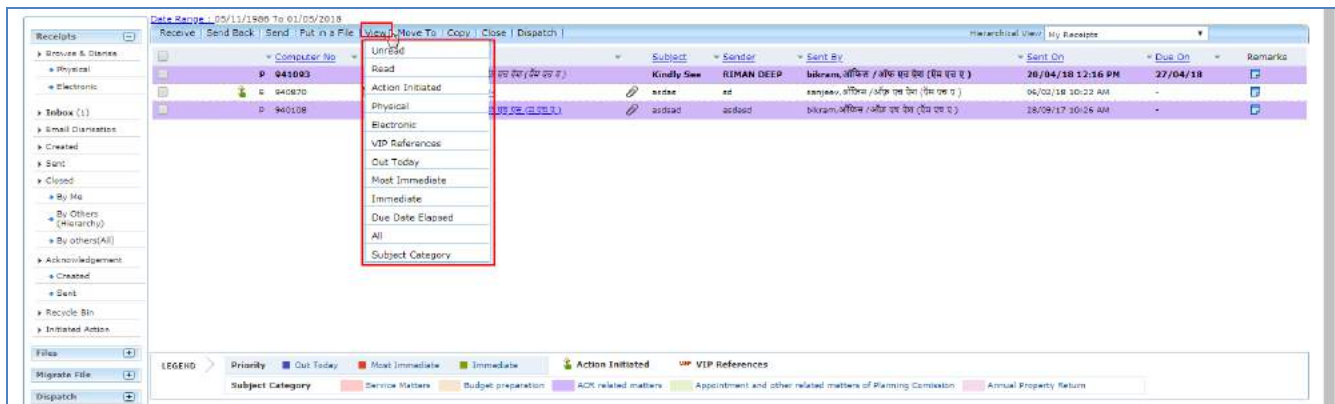 Date Range : 05/11/1986 To 01/05/2018
Receipts
Receive | Send Back | Send | Put in a File | View | Move To | Copy | Close | Dispatch |
Hierarchical View My Receipts
Browse & Diarise
Physical
Electronic
Inbox (1)
Email Diarisation
Created
Sent
Closed
By Me
By Others
(Hierarchy)
By others(All)
Acknowledgement
Created
Sent
Recycle Bin
Initiated Action
Files
Migrate File
Dispatch
Computer No
Subject
Sender
Sent By
Sent On
Due On
Remarks
P 941093
Kindly See
RIMAN DEEP
bikram,
20/04/18 12:16 PM
27/04/18
E 940870
asdas
sd
sanjeev,
06/02/18 10:22 AM
-
P 940108
asdsad
asdasd
bikram,
28/09/17 10:26 AM
-
Unread
Read
Action Initiated
Physical
Electronic
VIP References
Out Today
Most Immediate
Immediate
Due Date Elapsed
All
Subject Category
LEGEND
Priority
Out Today
Most Immediate
Immediate
Action Initiated
VIP VIP References
Subject Category
Service Matters
Budget preparation
ACR related matters
Appointment and other related matters of Planning Comission
Annual Property Return